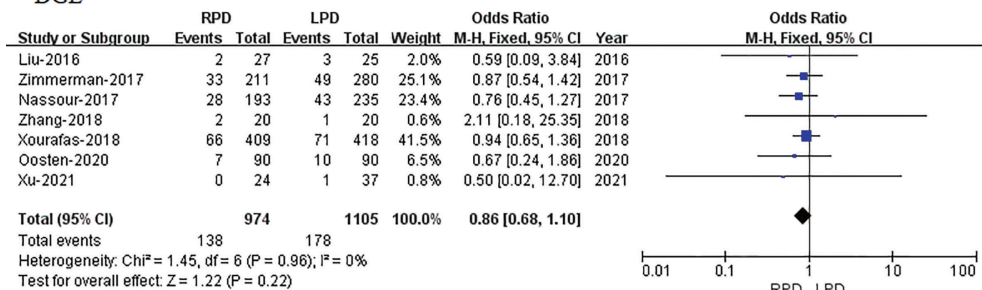 DGE
RPD LPD Odds Ratio Odds Ratio
Study or Subgroup Events Total Events Total Weight M-H, Fixed, 95% CI Year M-H, Fixed, 95% CI
Liu-2016 2 27 3 25 2.0% 0.59 [0.09, 3.84] 2016
Zimmerman-2017 33 211 49 280 25.1% 0.87 [0.54, 1.42] 2017
Nassour-2017 28 193 43 235 23.4% 0.76 [0.45, 1.27] 2017
Zhang-2018 2 20 1 20 0.7% 2.11 [0.18, 25.35] 2018
Xourafas-2018 66 409 71 418 41.5% 0.94 [0.65, 1.36] 2018
Oosten-2020 7 90 10 90 6.5% 0.67 [0.24, 1.86] 2020
Xu-2021 0 24 1 37 0.8% 0.50 [0.02, 12.70] 2021
Total (95% CI) 974 1105 100.0% 0.86 [0.68, 1.10]
Total events 138 178
Heterogeneity: Chi² = 1.45, df = 6 (P = 0.96); I² = 0%
Test for overall effect: Z = 1.22 (P = 0.22)
0.01 0.1 1 10 100
RPD LPD